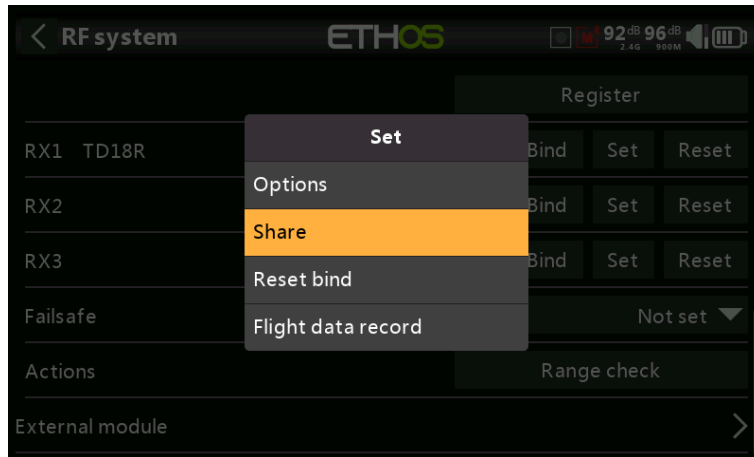 RF system ETHOS M 92dB 96dB
2.4G 900M
Register
Set
RX1 TD18R Bind Set Reset
Options
RX2 Bind Set Reset
Share
RX3 Bind Set Reset
Reset bind
Failsafe Not set
Flight data record
Actions Range check
External module